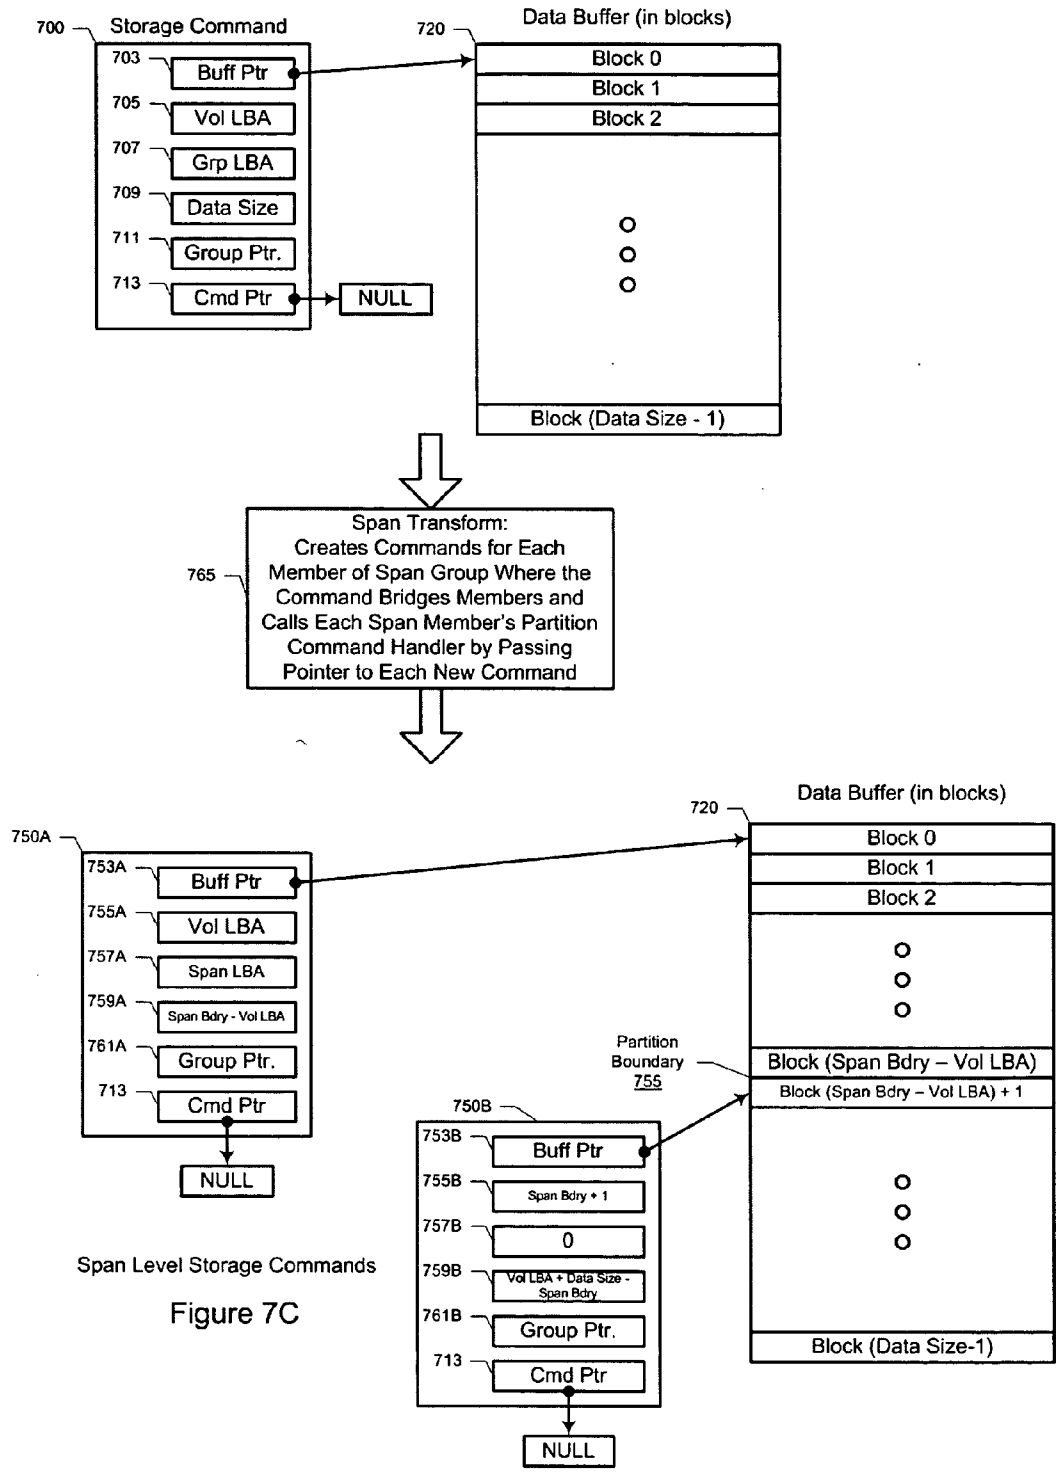 Storage Command
700
703
Buff Ptr
705
Vol LBA
707
Grp LBA
709
Data Size
711
Group Ptr.
713
Cmd Ptr
NULL
Data Buffer (in blocks)
720
Block 0
Block 1
Block 2
Block (Data Size - 1)
765
Span Transform:
Creates Commands for Each
Member of Span Group Where the
Command Bridges Members and
Calls Each Span Member's Partition
Command Handler by Passing
Pointer to Each New Command
750A
753A
Buff Ptr
755A
Vol LBA
757A
Span LBA
759A
Span Bdry - Vol LBA
761A
Group Ptr.
713
Cmd Ptr
NULL
Data Buffer (in blocks)
720
Block 0
Block 1
Block 2
Partition
Boundary
755
Block (Span Bdry – Vol LBA)
Block (Span Bdry – Vol LBA) + 1
Block (Data Size-1)
750B
753B
Buff Ptr
755B
Span Bdry + 1
757B
0
759B
Vol LBA + Data Size -
Span Bdry
761B
Group Ptr.
713
Cmd Ptr
NULL
Span Level Storage Commands
Figure 7C